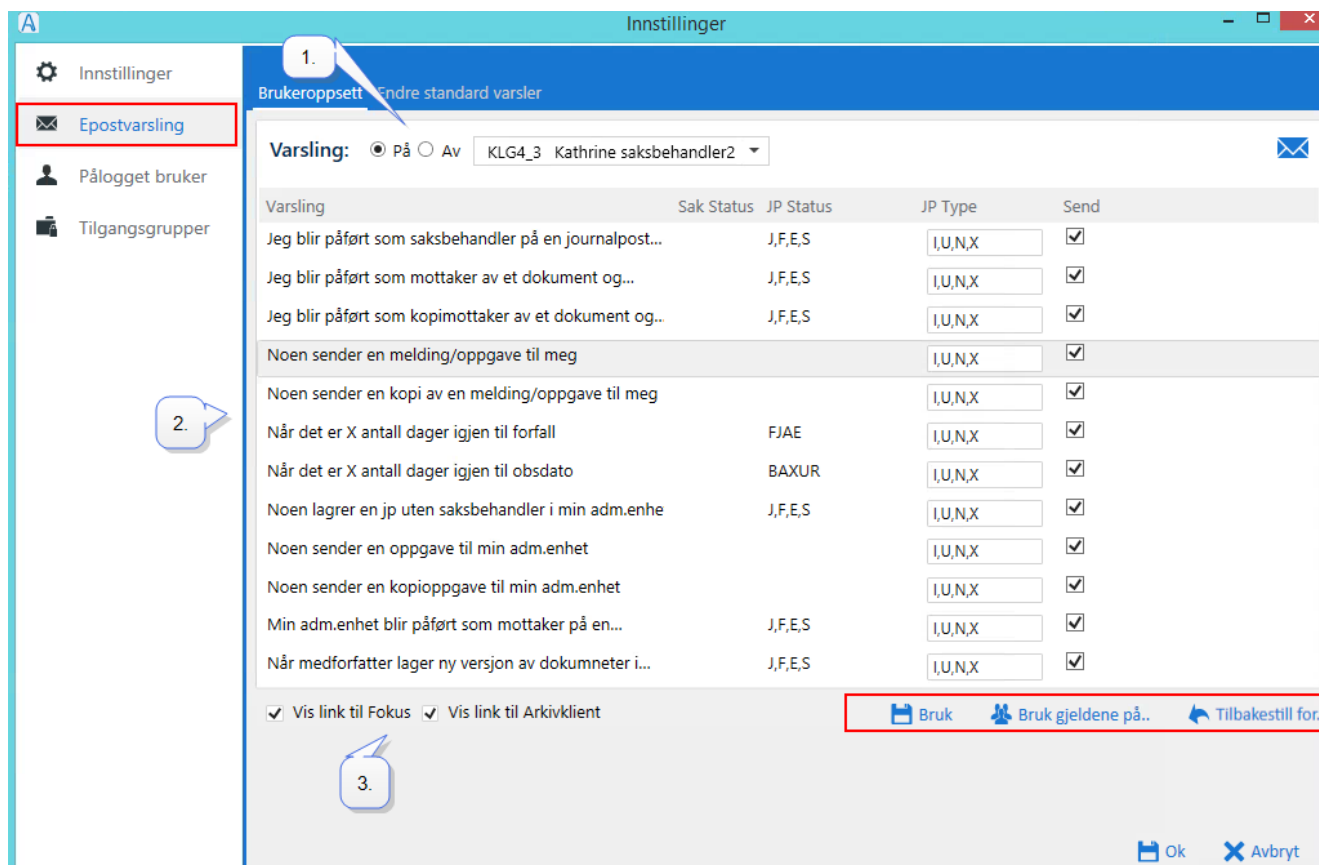 A
Innstillinger
Innstillinger
Epostvarsling
Pålogget bruker
Tilgangsgrupper
1.
Brukeroppsett Endre standard varsler
Varsling: På Av KLG4_3 Kathrine saksbehandler2
Varsling Sak Status JP Status JP Type Send
Jeg blir påført som saksbehandler på en journalpost... J,F,E,S I,U,N,X
Jeg blir påført som mottaker av et dokument og... J,F,E,S I,U,N,X
Jeg blir påført som kopimottaker av et dokument og.. J,F,E,S I,U,N,X
Noen sender en melding/oppgave til meg I,U,N,X
Noen sender en kopi av en melding/oppgave til meg I,U,N,X
2.
Når det er X antall dager igjen til forfall FJAE I,U,N,X
Når det er X antall dager igjen til obsdato BAXUR I,U,N,X
Noen lagrer en jp uten saksbehandler i min adm.enhe J,F,E,S I,U,N,X
Noen sender en oppgave til min adm.enhet I,U,N,X
Noen sender en kopioppgave til min adm.enhet I,U,N,X
Min adm.enhet blir påført som mottaker på en... J,F,E,S I,U,N,X
Når medforfatter lager ny versjon av dokumneter i... J,F,E,S I,U,N,X
Vis link til Fokus Vis link til Arkivklient Bruk Bruk gjeldene på.. Tilbakestill for.
3.
Ok Avbryt